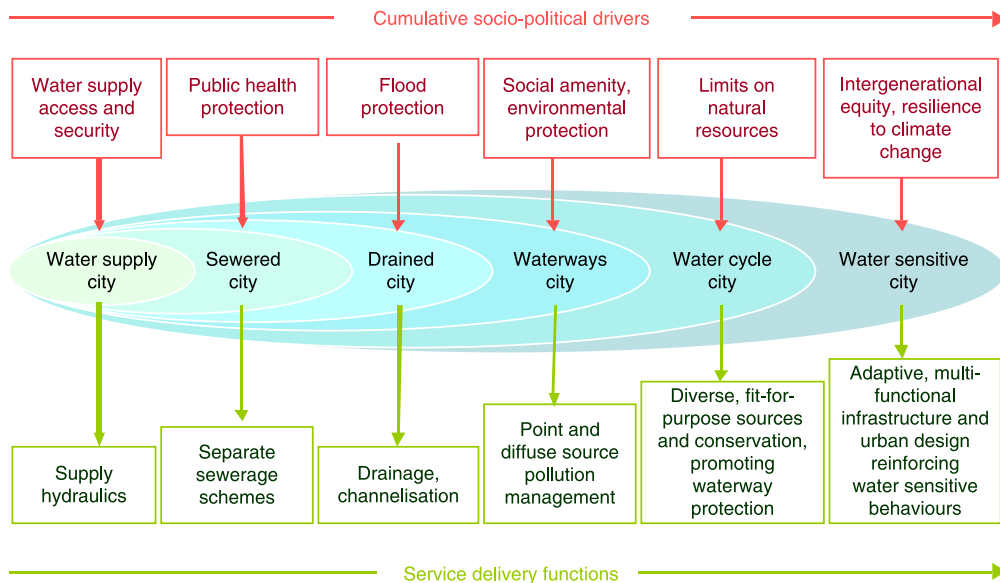 Cumulative socio-political drivers
Water supply
access and
security
Public health
protection
Flood
protection
Social amenity,
environmental
protection
Limits on
natural
resources
Intergenerational
equity, resilience
to climate
change
Water supply
city
Sewered
city
Drained
city
Waterways
city
Water cycle
city
Water sensitive
city
Supply
hydraulics
Separate
sewerage
schemes
Drainage,
channelisation
Point and
diffuse source
pollution
management
Diverse, fit-for-
purpose sources
and conservation,
promoting
waterway
protection
Adaptive, multi-
functional
infrastructure and
urban design
reinforcing
water sensitive
behaviours
Service delivery functions